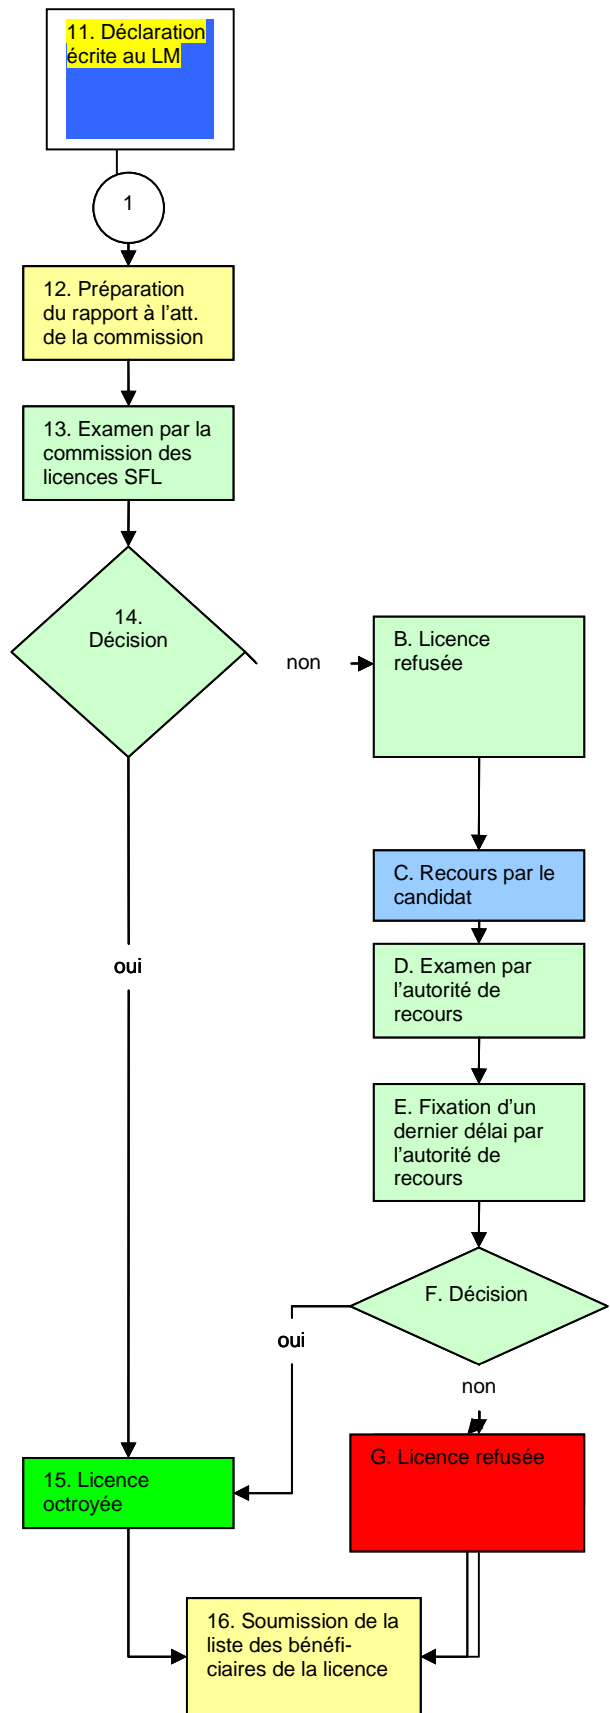 11. Déclaration
écrite au LM
1
12. Préparation
du rapport à l'att.
de la commission
13. Examen par la
commission des
licences SFL
14.
Décision
non
B. Licence
refusée
C. Recours par le
candidat
oui
D. Examen par
l'autorité de
recours
E. Fixation d'un
dernier délai par
l'autorité de
recours
F. Décision
oui
non
G. Licence refusée
15. Licence
octroyée
16. Soumission de la
liste des bénéfi-
ciaires de la licence